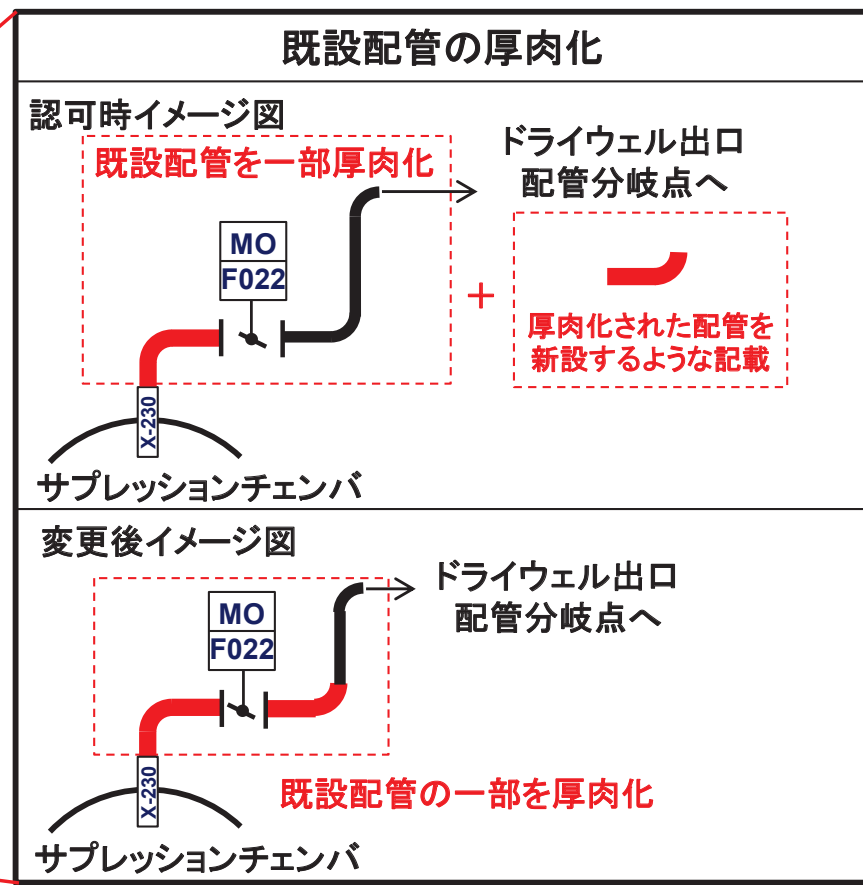 既設配管の厚肉化
認可時イメージ図
既設配管を一部厚肉化
ドライウェル出口
配管分岐点へ
MO
F022
+
厚肉化された配管を
新設するような記載
X-230
サプレッションチェンバ
変更後イメージ図
ドライウェル出口
配管分岐点へ
MO
F022
X-230
既設配管の一部を厚肉化
サプレッションチェンバ